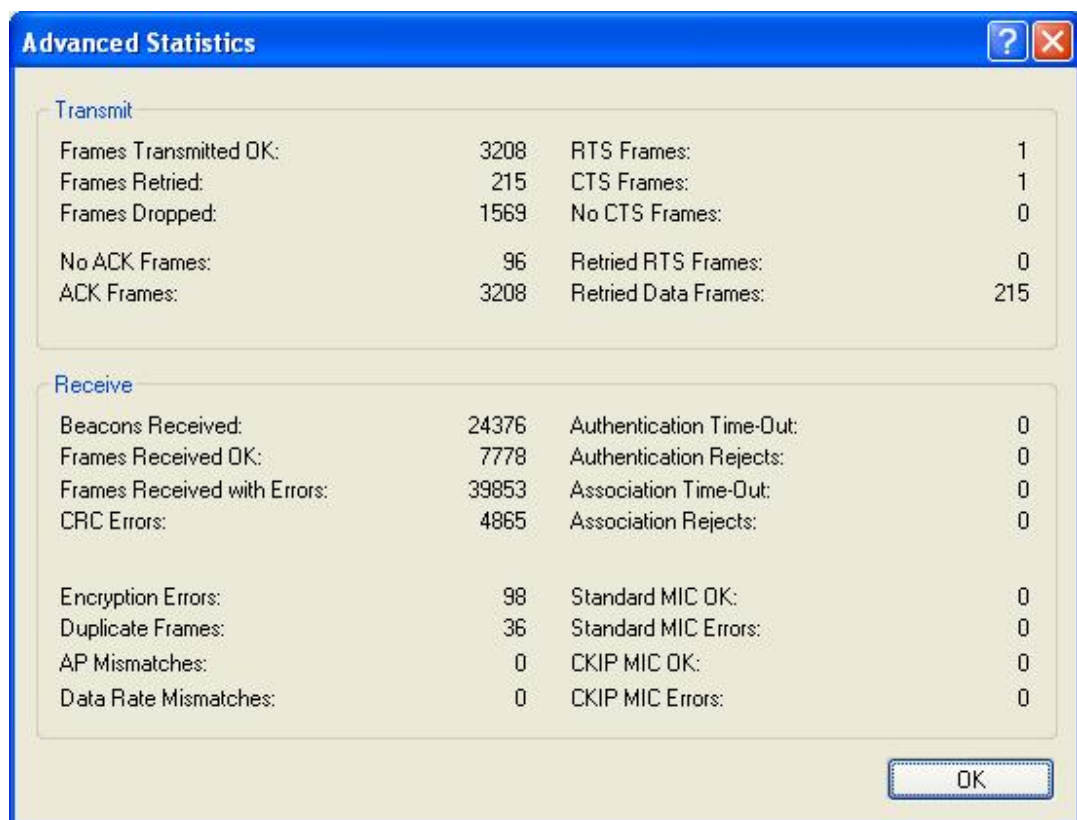 Advanced Statistics
Transmit
Frames Transmitted OK: 3208 RTS Frames: 1
Frames Retried: 215 CTS Frames: 1
Frames Dropped: 1569 No CTS Frames: 0
No ACK Frames: 96 Retried RTS Frames: 0
ACK Frames: 3208 Retried Data Frames: 215
Receive
Beacons Received: 24376 Authentication Time-Out: 0
Frames Received OK: 7778 Authentication Rejects: 0
Frames Received with Errors: 39853 Association Time-Out: 0
CRC Errors: 4865 Association Rejects: 0
Encryption Errors: 98 Standard MIC OK: 0
Duplicate Frames: 36 Standard MIC Errors: 0
AP Mismatches: 0 CKIP MIC OK: 0
Data Rate Mismatches: 0 CKIP MIC Errors: 0
OK